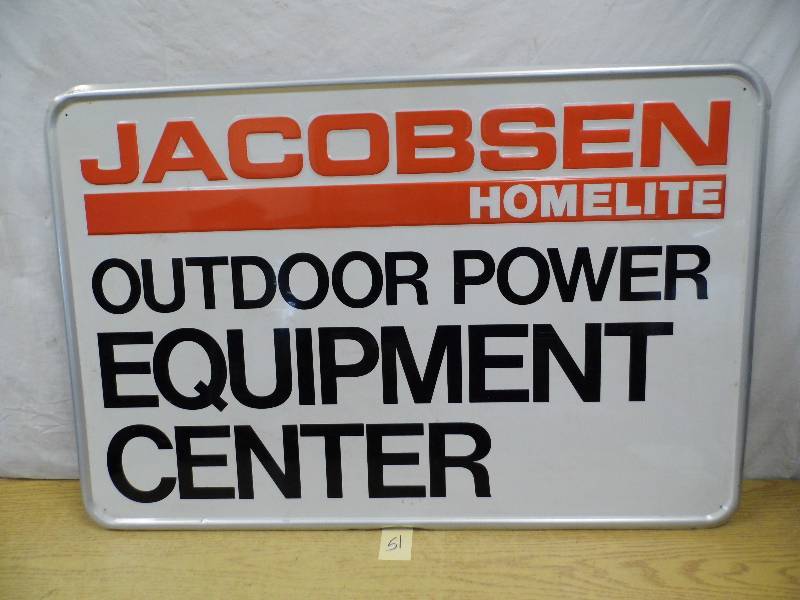 JACOBSEN
HOMELITE
OUTDOOR POWER
EQUIPMENT
CENTER
51